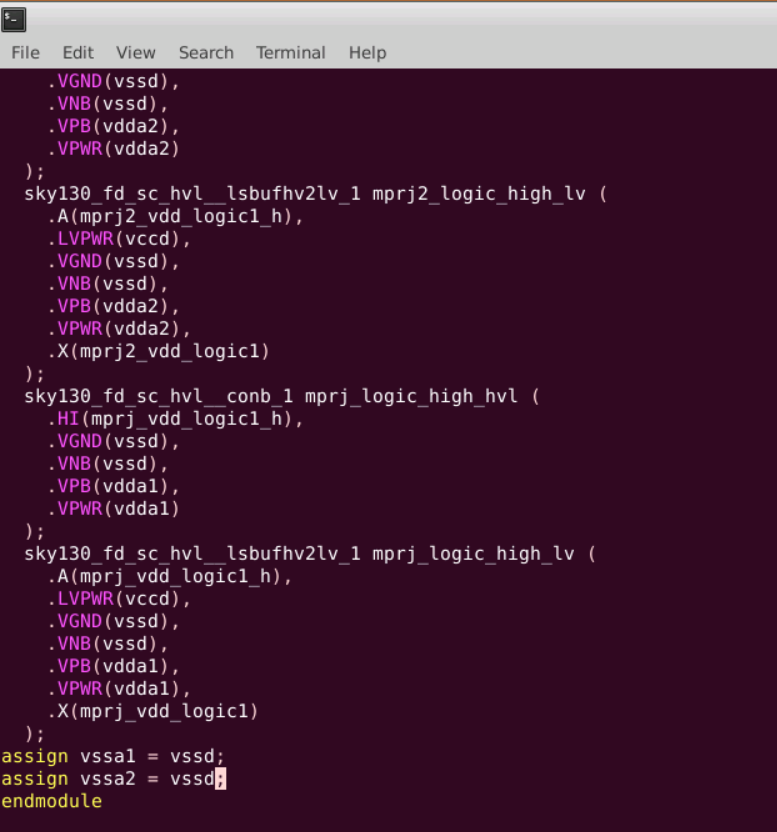 File Edit View Search Terminal Help
    .VGND(vssd),
    .VNB(vssd),
    .VPB(vdda2),
    .VPWR(vdda2)
  );
  sky130_fd_sc_hvl__lsbufhv2lv_1 mprj2_logic_high_lv (
    .A(mprj2_vdd_logic1_h),
    .LVPWR(vccd),
    .VGND(vssd),
    .VNB(vssd),
    .VPB(vdda2),
    .VPWR(vdda2),
    .X(mprj2_vdd_logic1)
  );
  sky130_fd_sc_hvl__conb_1 mprj_logic_high_hvl (
    .HI(mprj_vdd_logic1_h),
    .VGND(vssd),
    .VNB(vssd),
    .VPB(vdda1),
    .VPWR(vdda1)
  );
  sky130_fd_sc_hvl__lsbufhv2lv_1 mprj_logic_high_lv (
    .A(mprj_vdd_logic1_h),
    .LVPWR(vccd),
    .VGND(vssd),
    .VNB(vssd),
    .VPB(vdda1),
    .VPWR(vdda1),
    .X(mprj_vdd_logic1)
  );
assign vssa1 = vssd;
assign vssa2 = vssd;
endmodule